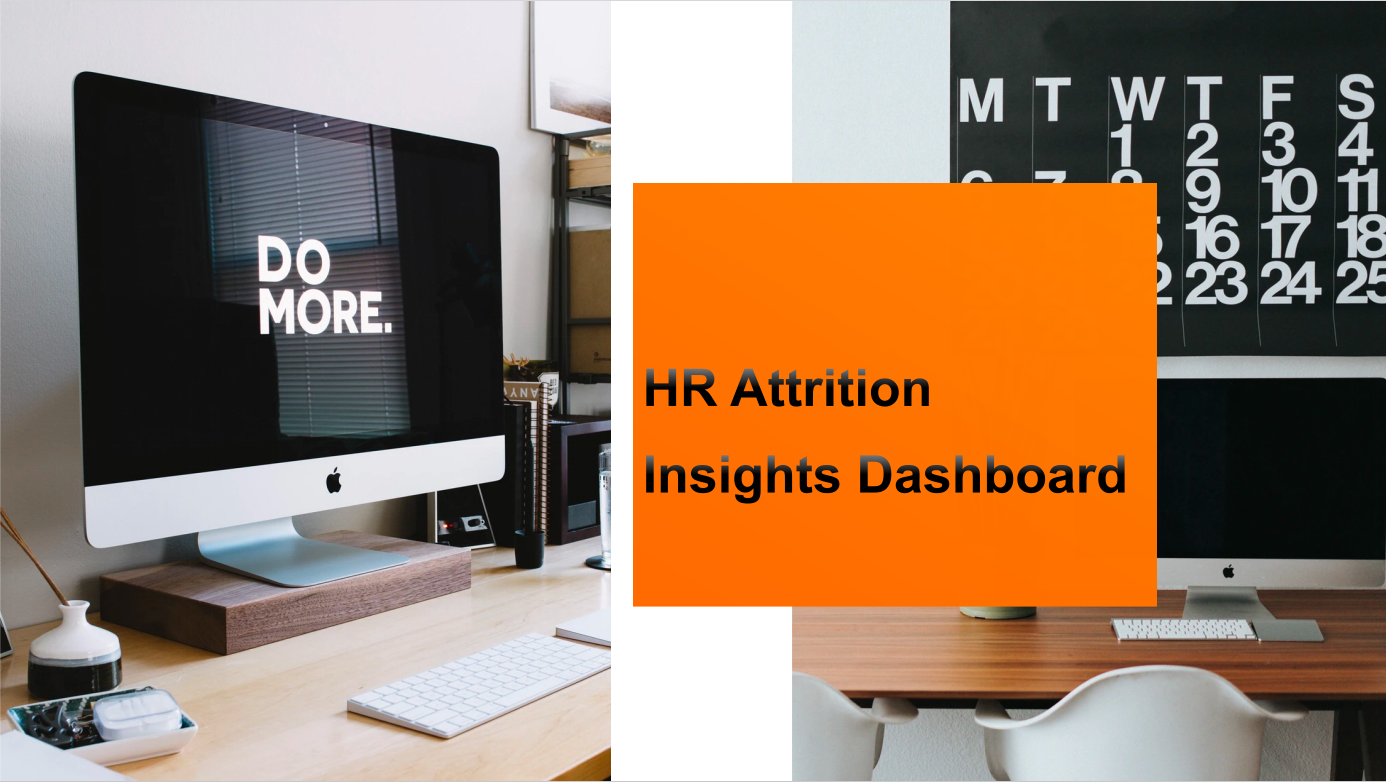 DO
MORE.
HR Attrition
Insights Dashboard
M T W T F S
1 2 3 4
9 10 11
16 17 18
23 24 25